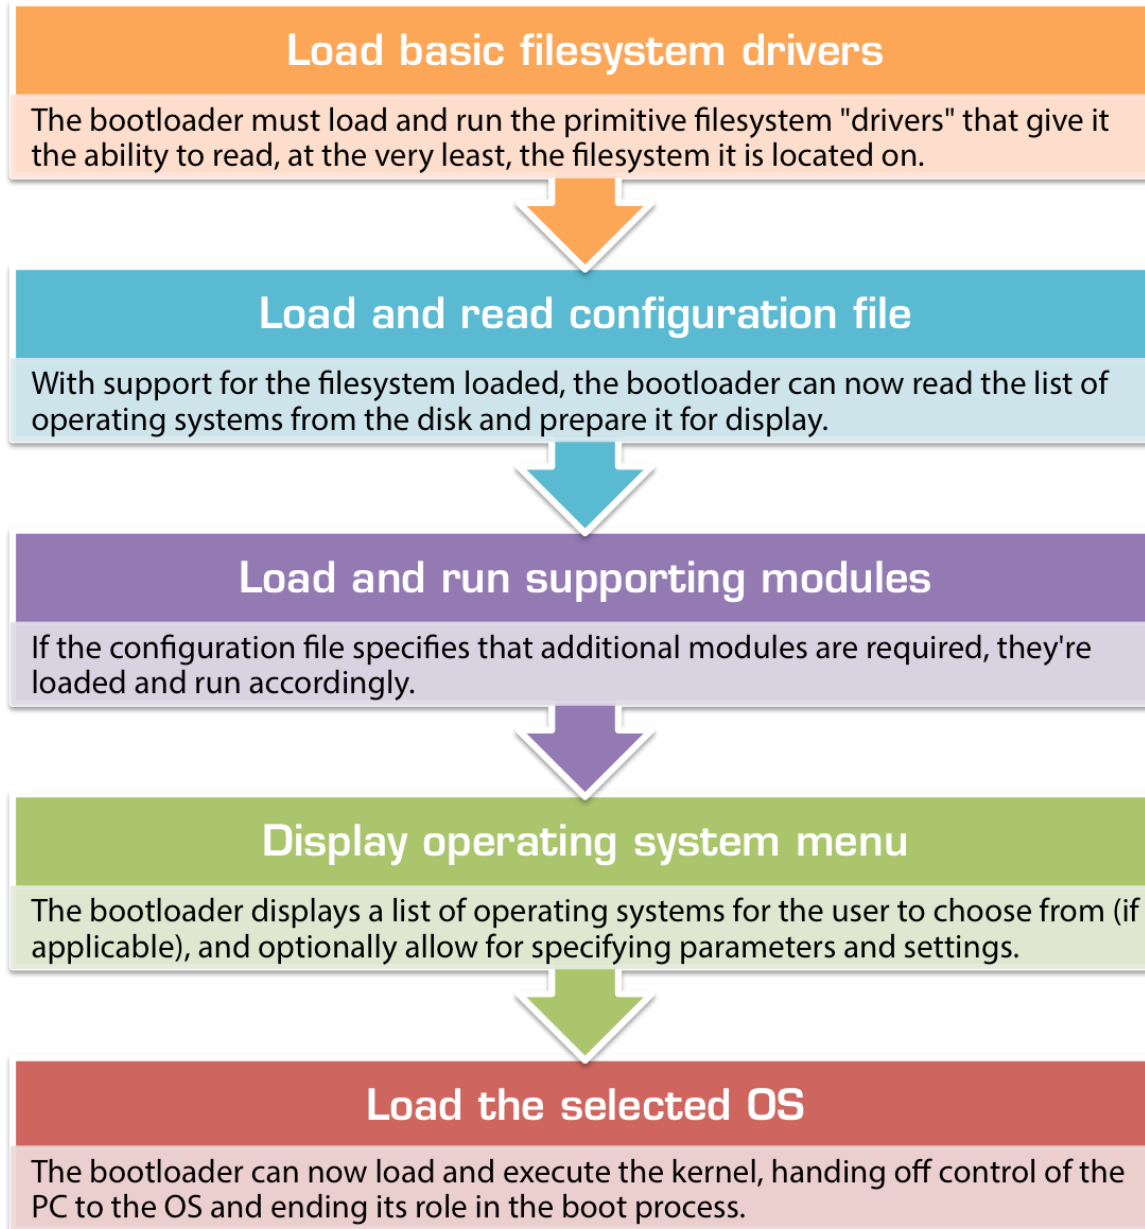 Load basic filesystem drivers
The bootloader must load and run the primitive filesystem "drivers" that give it
the ability to read, at the very least, the filesystem it is located on.
Load and read configuration file
With support for the filesystem loaded, the bootloader can now read the list of
operating systems from the disk and prepare it for display.
Load and run supporting modules
If the configuration file specifies that additional modules are required, they're
loaded and run accordingly.
Display operating system menu
The bootloader displays a list of operating systems for the user to choose from (if
applicable), and optionally allow for specifying parameters and settings.
Load the selected OS
The bootloader can now load and execute the kernel, handing off control of the
PC to the OS and ending its role in the boot process.